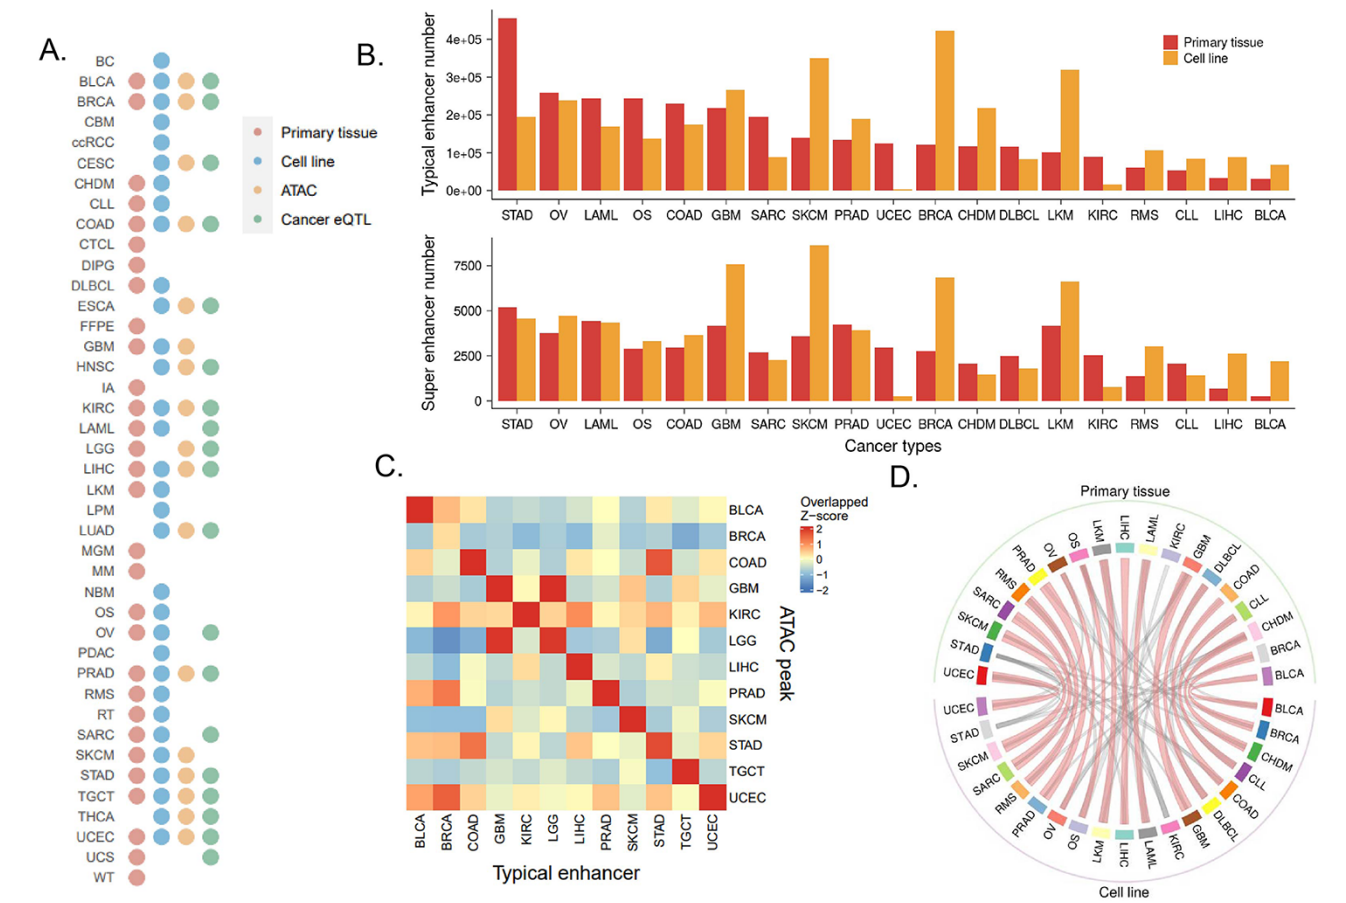 A.
BC
BLCA
BRCA
CBM
ccRCC
CESC
CHDM
CLL
COAD
CTCL
DIPG
DLBCL
ESCA
FFPE
GBM
HNSC
IA
KIRC
LAML
LGG
LIHC
LKM
LPM
LUAD
MGM
MM
NBM
OS
OV
PDAC
PRAD
RMS
RT
SARC
SKCM
STAD
TGCT
THCA
UCEC
UCS
WT
Primary tissue
Cell line
ATAC
Cancer eQTL
B.
Typical enhancer number
4e+05
3e+05
2e+05
1e+05
0e+00
Primary tissue
Cell line
STAD OV LAML OS COAD GBM SARC SKCM PRAD UCEC BRCA CHDM DLBCL LKM KIRC RMS CLL LIHC BLCA
Super enhancer number
7500
5000
2500
0
STAD OV LAML OS COAD GBM SARC SKCM PRAD UCEC BRCA CHDM DLBCL LKM KIRC RMS CLL LIHC BLCA
Cancer types
C.
BLCA
BRCA
COAD
GBM
KIRC
LGG
LIHC
PRAD
SKCM
STAD
TGCT
UCEC
ATAC peak
BLCA BRCA COAD GBM KIRC LGG LIHC PRAD SKCM STAD TGCT UCEC
Typical enhancer
Overlapped
Z-score
2
1
0
−1
−2
D.
Primary tissue
UCEC
STAD
SKCM
SARC
RMS
PRAD
OV
OS
LKM
LIHC
LAML
KIRC
GBM
DLBCL
COAD
CLL
CHDM
BRCA
BLCA
BLCA
BRCA
CHDM
CLL
COAD
DLBCL
GBM
KIRC
LAML
LIHC
LKM
OS
OV
PRAD
RMS
SARC
SKCM
STAD
UCEC
Cell line